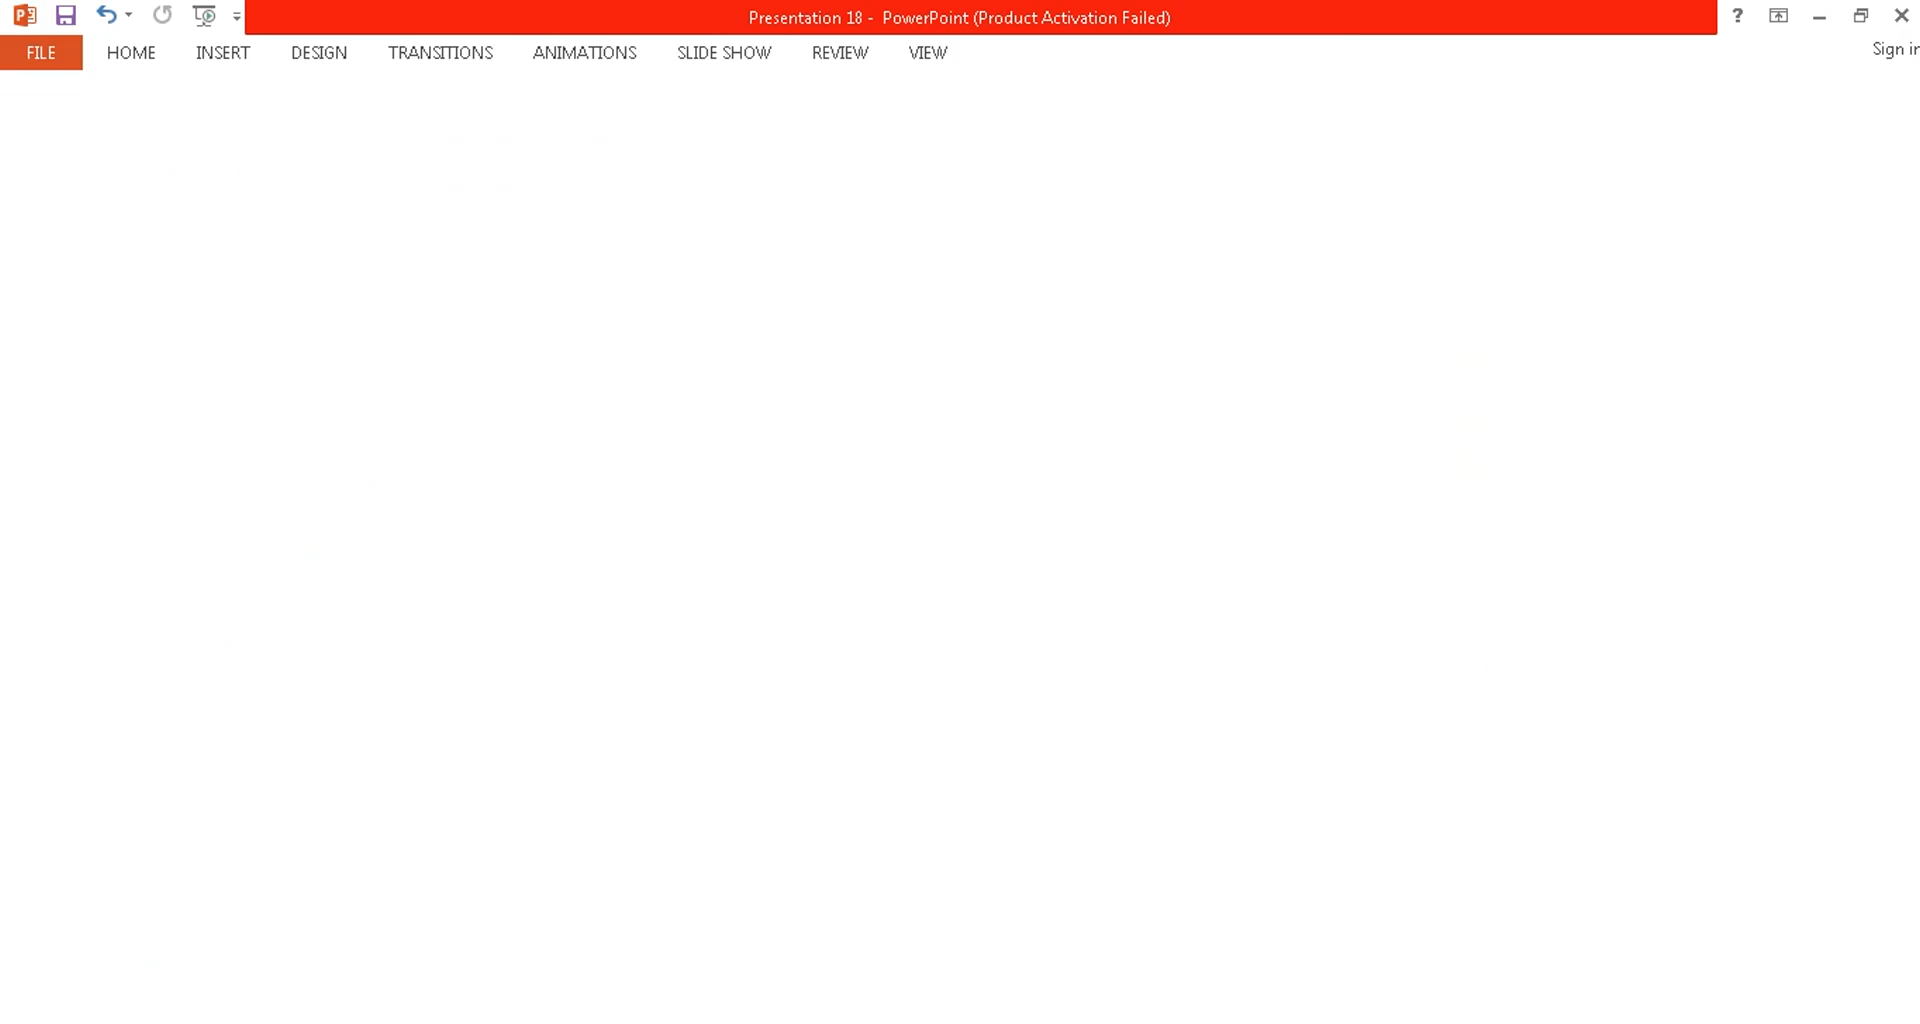 Presentation 18 - PowerPoint (Product Activation Failed)
FILE HOME INSERT DESIGN TRANSITIONS ANIMATIONS SLIDE SHOW REVIEW VIEW Sign in